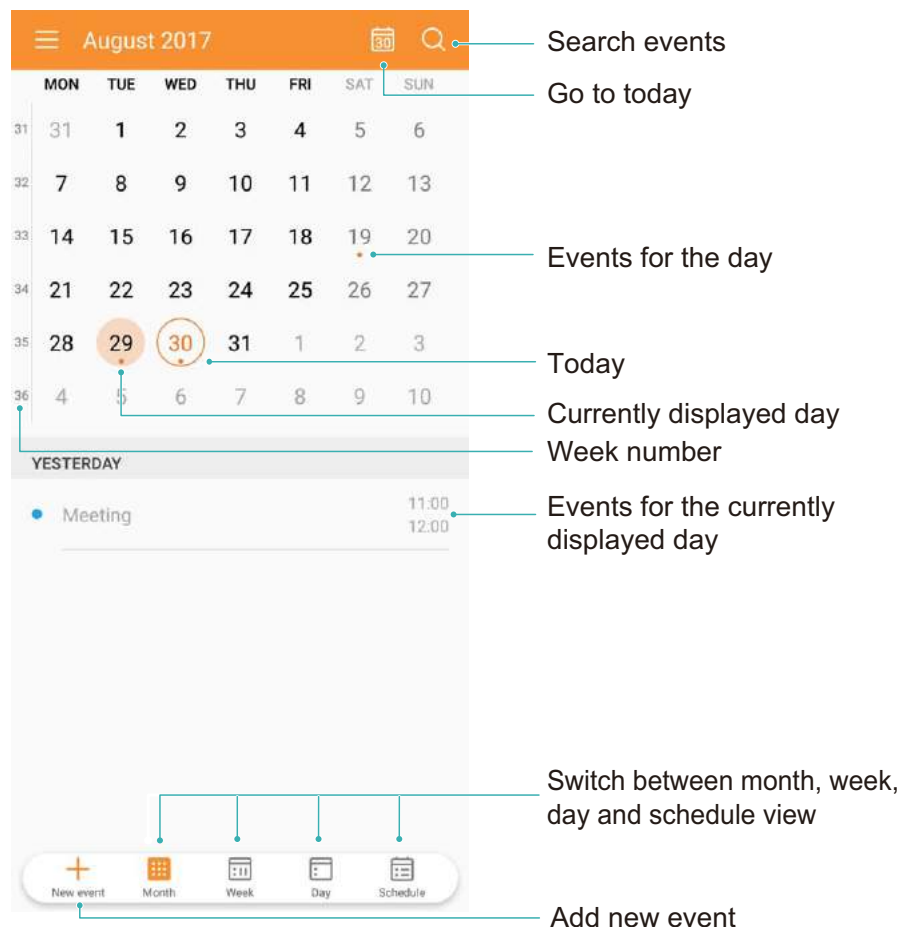 August 2017 30
Search events
Go to today
MON TUE WED THU FRI SAT SUN
31 31 1 2 3 4 5 6
32 7 8 9 10 11 12 13
33 14 15 16 17 18 19 20
Events for the day
34 21 22 23 24 25 26 27
35 28 29 30 31 1 2 3
Today
36 4 5 6 7 8 9 10
Currently displayed day
Week number
YESTERDAY
Meeting
11:00
12:00
Events for the currently
displayed day
Switch between month, week,
day and schedule view
New event Month Week Day Schedule
Add new event